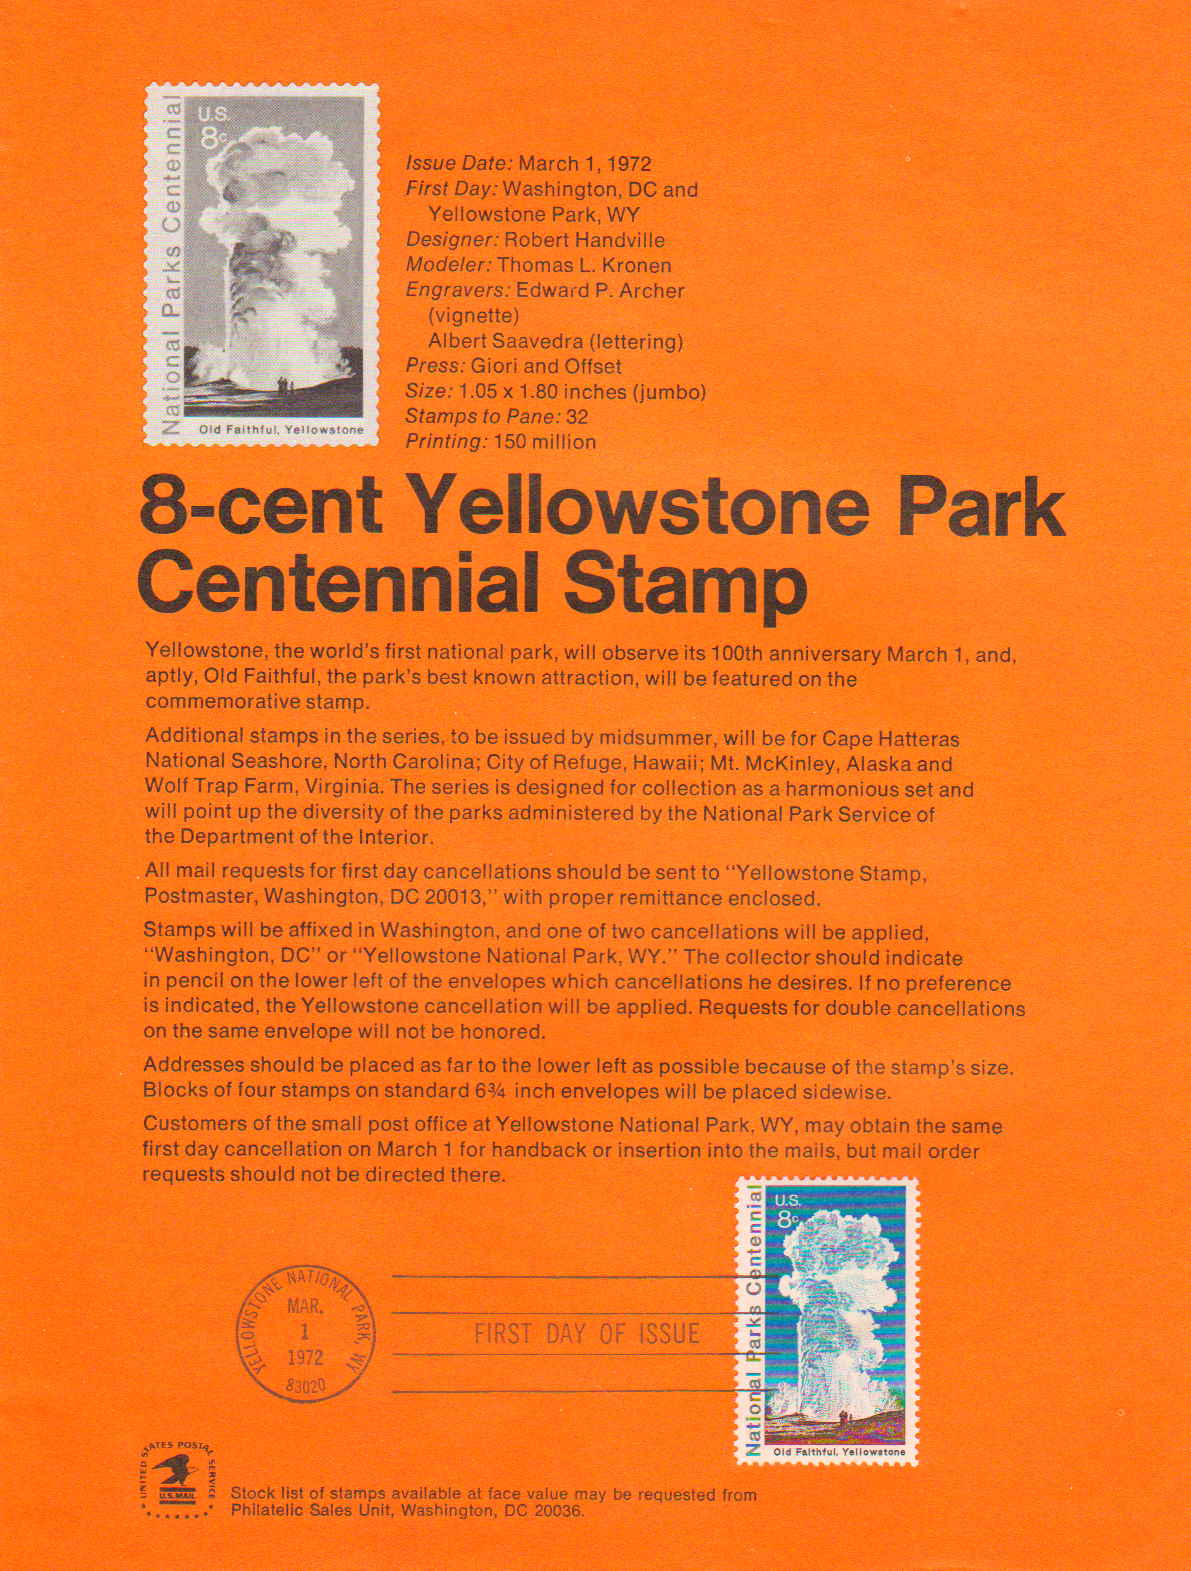 National Parks Centennial
U.S.
8c
Old Faithful, Yellowstone
Issue Date: March 1, 1972
First Day: Washington, DC and
Yellowstone Park, WY
Designer: Robert Handville
Modeler: Thomas L. Kronen
Engravers: Edward P. Archer
(vignette)
Albert Saavedra (lettering)
Press: Giori and Offset
Size: 1.05 x 1.80 inches (jumbo)
Stamps to Pane: 32
Printing: 150 million
8-cent Yellowstone Park
Centennial Stamp
Yellowstone, the world's first national park, will observe its 100th anniversary March 1, and,
aptly, Old Faithful, the park's best known attraction, will be featured on the
commemorative stamp.
Additional stamps in the series, to be issued by midsummer, will be for Cape Hatteras
National Seashore, North Carolina; City of Refuge, Hawaii; Mt. McKinley, Alaska and
Wolf Trap Farm, Virginia. The series is designed for collection as a harmonious set and
will point up the diversity of the parks administered by the National Park Service of
the Department of the Interior.
All mail requests for first day cancellations should be sent to “Yellowstone Stamp,
Postmaster, Washington, DC 20013,” with proper remittance enclosed.
Stamps will be affixed in Washington, and one of two cancellations will be applied,
“Washington, DC” or “Yellowstone National Park, WY.” The collector should indicate
in pencil on the lower left of the envelopes which cancellations he desires. If no preference
is indicated, the Yellowstone cancellation will be applied. Requests for double cancellations
on the same envelope will not be honored.
Addresses should be placed as far to the lower left as possible because of the stamp's size.
Blocks of four stamps on standard 6¾ inch envelopes will be placed sidewise.
Customers of the small post office at Yellowstone National Park, WY, may obtain the same
first day cancellation on March 1 for handback or insertion into the mails, but mail order
requests should not be directed there.
National Parks Centennial
U.S.
8c
Old Faithful, Yellowstone
YELLOWSTONE NATIONAL PARK, WY
MAR.
1
1972
83020
FIRST DAY OF ISSUE
UNITED STATES POSTAL SERVICE
U.S. MAIL
Stock list of stamps available at face value may be requested from
Philatelic Sales Unit, Washington, DC 20036.